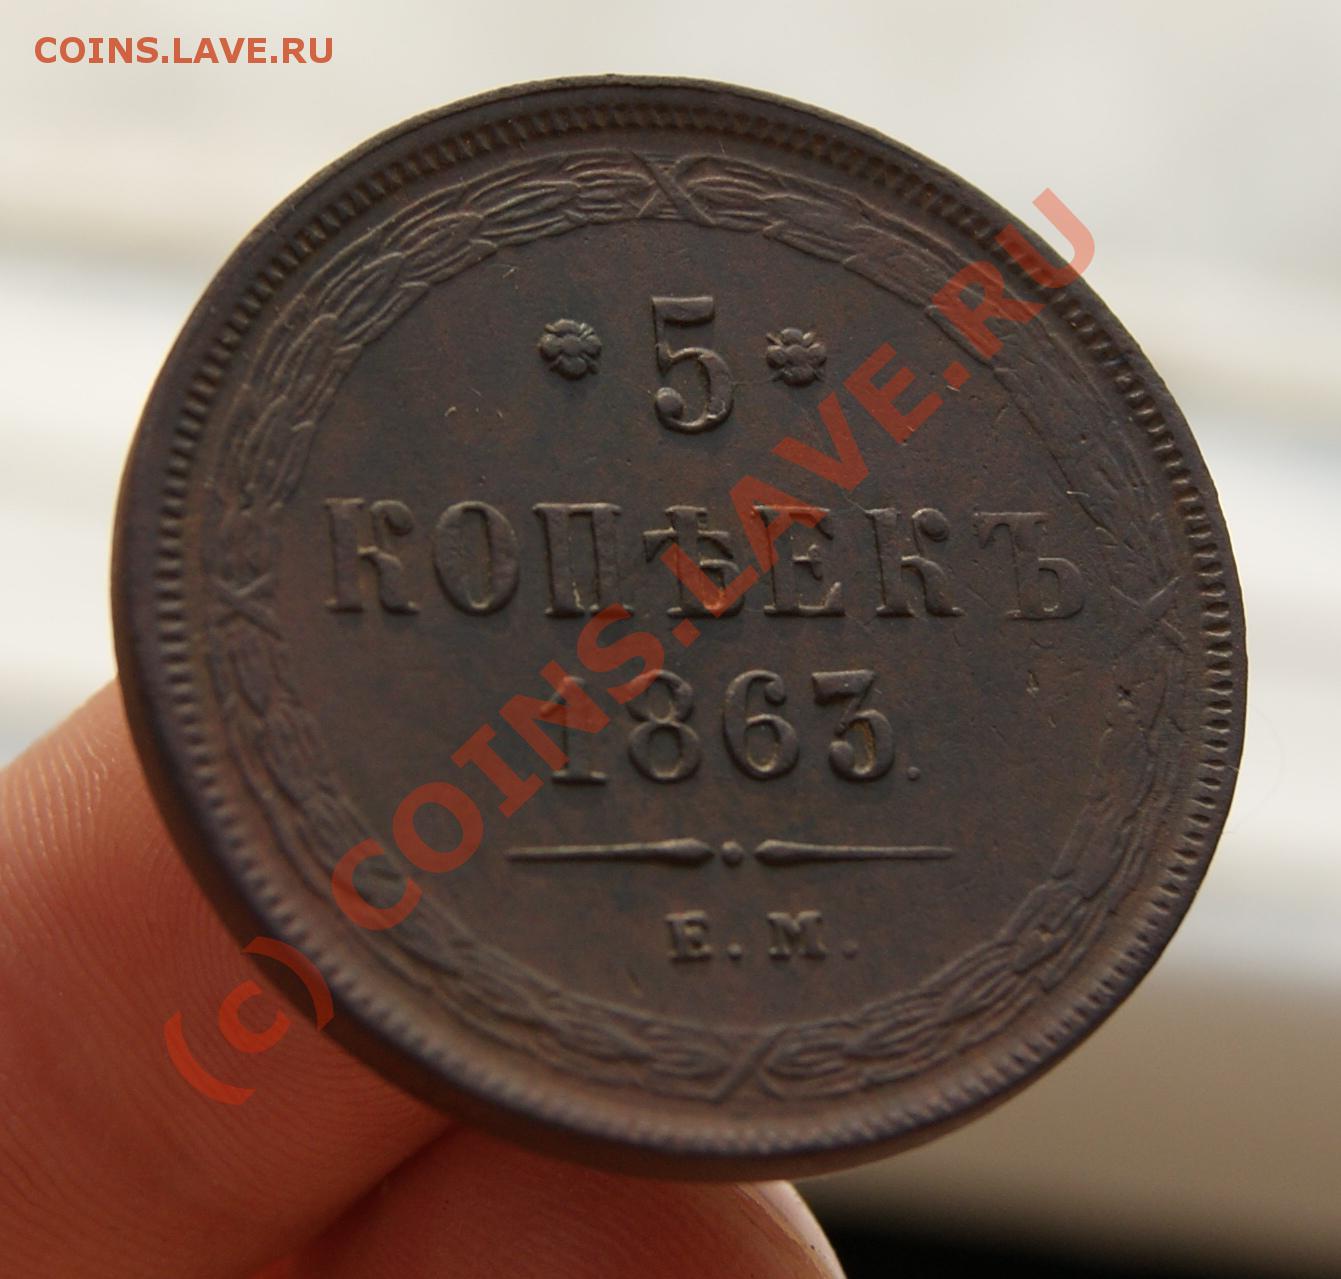 COINS.LAVE.RU
5
КОПѢЕКЪ
1863.
Е.М.
(c) COINS.LAVE.RU